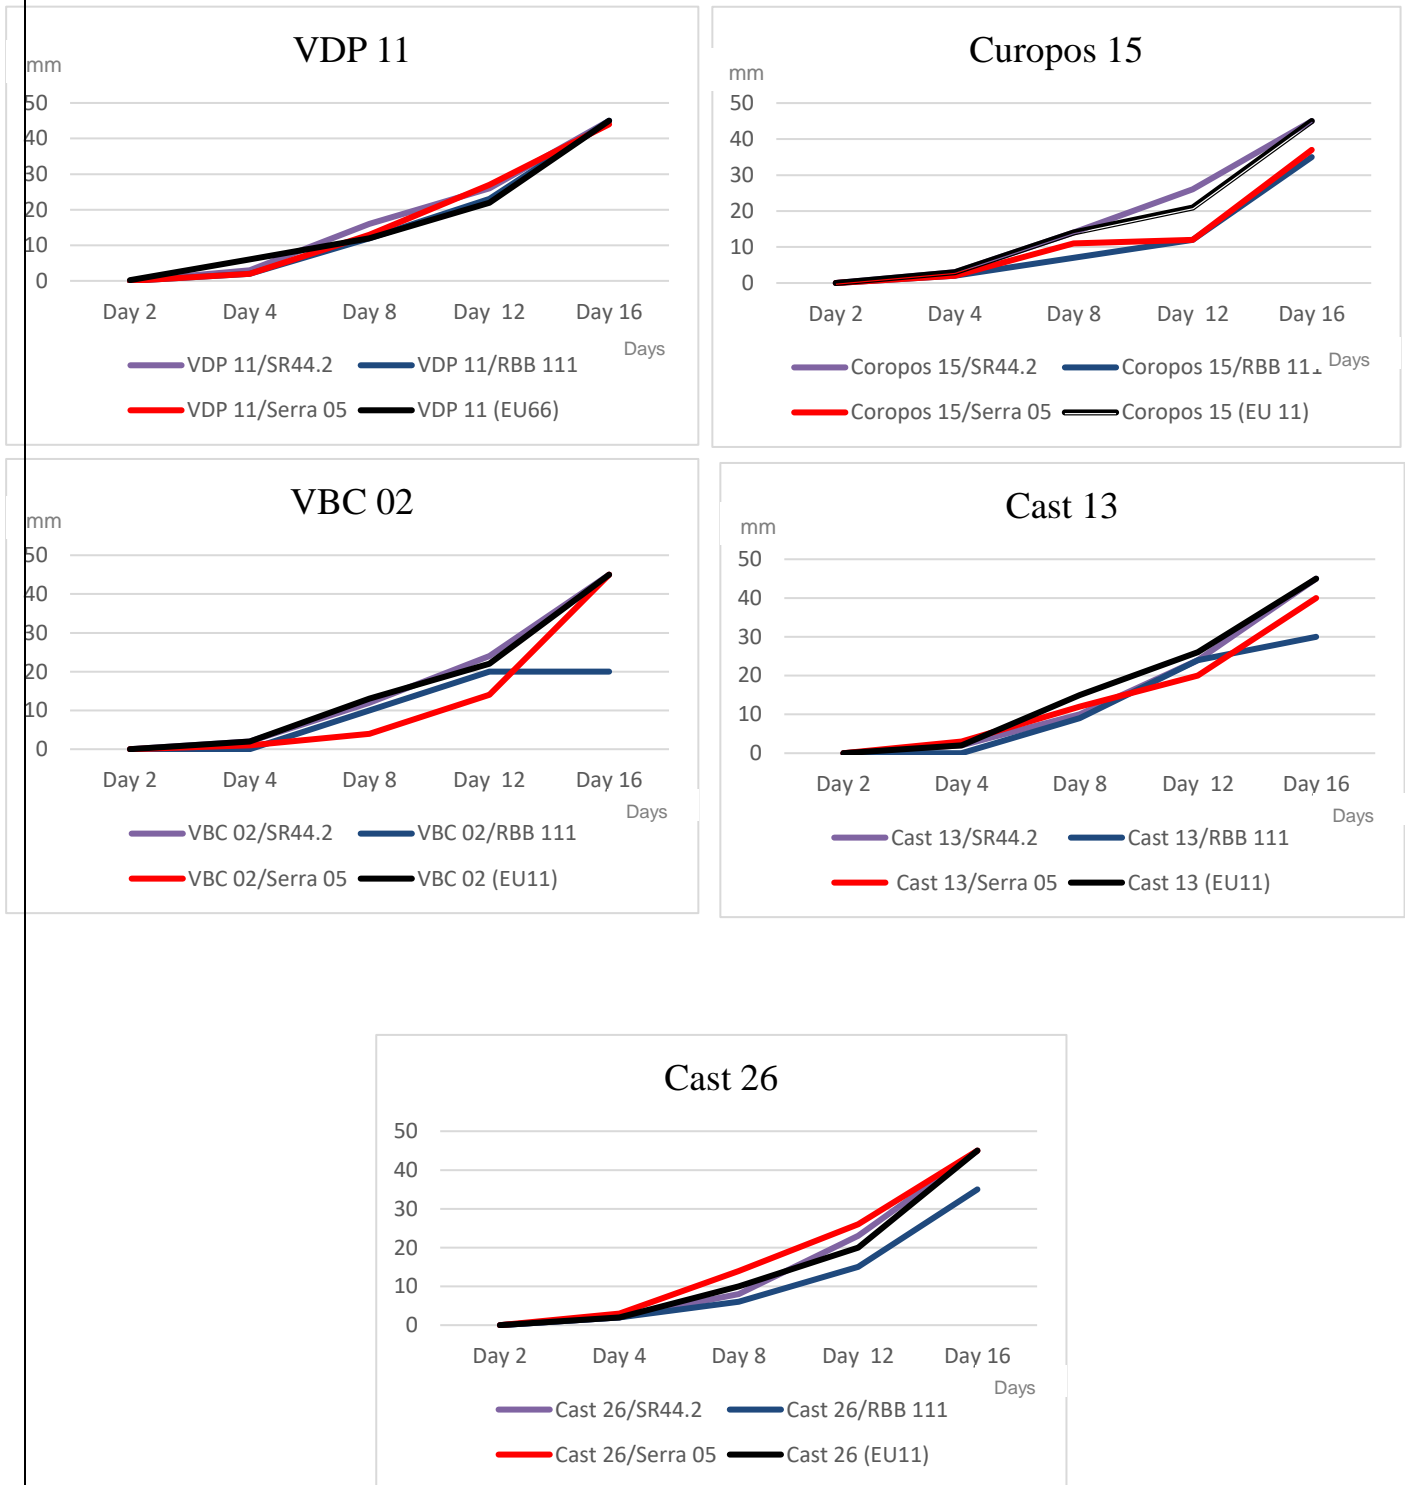 VDP 11
mm
50
40
30
20
10
0
Day 2 Day 4 Day 8 Day 12 Day 16
Days
VDP 11/SR44.2 VDP 11/RBB 111
VDP 11/Serra 05 VDP 11 (EU66)
Curopos 15
mm
50
40
30
20
10
0
Day 2 Day 4 Day 8 Day 12 Day 16
Days
Coropos 15/SR44.2 Coropos 15/RBB 111
Coropos 15/Serra 05 Coropos 15 (EU 11)
VBC 02
mm
50
40
30
20
10
0
Day 2 Day 4 Day 8 Day 12 Day 16
Days
VBC 02/SR44.2 VBC 02/RBB 111
VBC 02/Serra 05 VBC 02 (EU11)
Cast 13
mm
50
40
30
20
10
0
Day 2 Day 4 Day 8 Day 12 Day 16
Days
Cast 13/SR44.2 Cast 13/RBB 111
Cast 13/Serra 05 Cast 13 (EU11)
Cast 26
50
40
30
20
10
0
Day 2 Day 4 Day 8 Day 12 Day 16
Days
Cast 26/SR44.2 Cast 26/RBB 111
Cast 26/Serra 05 Cast 26 (EU11)